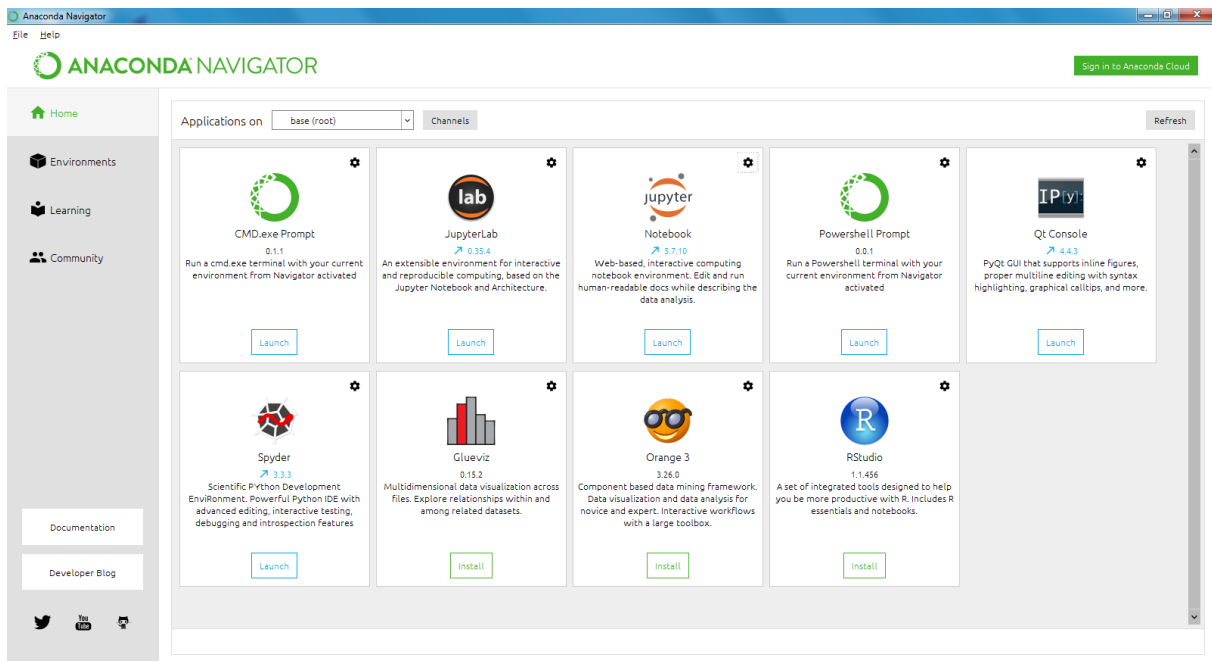 Anaconda Navigator
File Help
ANACONDA NAVIGATOR
Sign in to Anaconda Cloud
Home
Environments
Learning
Community
Documentation
Developer Blog
You
Tube
Applications on base (root) Channels Refresh
CMD.exe Prompt
0.1.1
Run a cmd.exe terminal with your current
environment from Navigator activated
Launch
lab
JupyterLab
0.35.4
An extensible environment for interactive
and reproducible computing, based on the
Jupyter Notebook and Architecture.
Launch
jupyter
Notebook
5.7.10
Web-based, interactive computing
notebook environment. Edit and run
human-readable docs while describing the
data analysis.
Launch
Powershell Prompt
0.0.1
Run a Powershell terminal with your
current environment from Navigator
activated
Launch
IP[y]:
Qt Console
4.4.3
PyQt GUI that supports inline figures,
proper multiline editing with syntax
highlighting, graphical calltips, and more.
Launch
Spyder
3.3.3
Scientific PYthon Development
EnviRonment. Powerful Python IDE with
advanced editing, interactive testing,
debugging and introspection features
Launch
Glueviz
0.15.2
Multidimensional data visualization across
files. Explore relationships within and
among related datasets.
Install
Orange 3
3.26.0
Component based data mining framework.
Data visualization and data analysis for
novice and expert. Interactive workflows
with a large toolbox.
Install
R
RStudio
1.1.456
A set of integrated tools designed to help
you be more productive with R. Includes R
essentials and notebooks.
Install